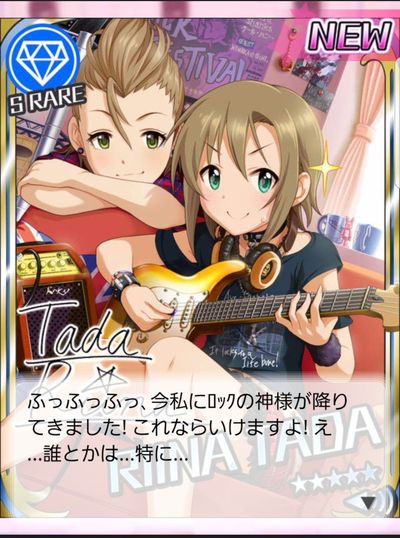 NEW
S RARE
FESTIVAL
Tada
Riina
ふっふっふっ、今私にﾛｯｸの神様が降り
てきました! これならいけますよ! え
...誰とかは...特に...
RIINA TADA